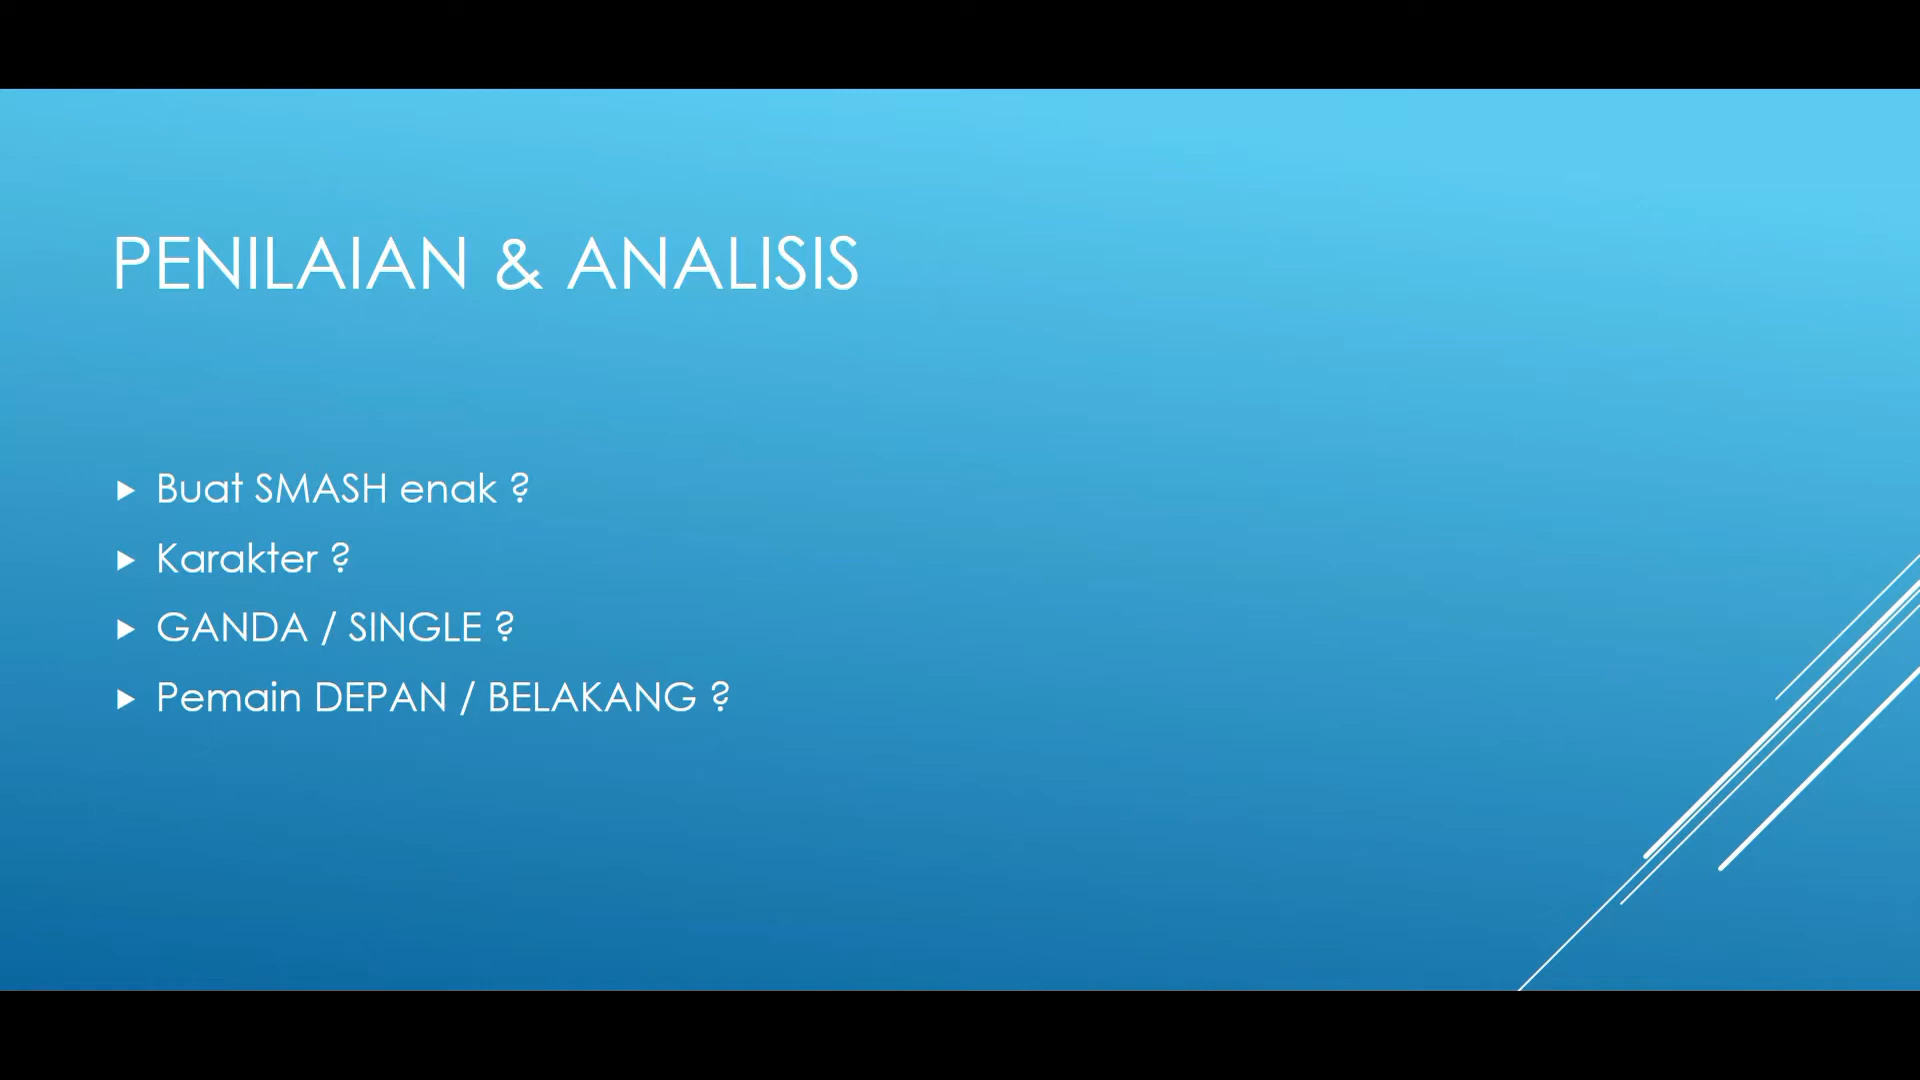 PENILAIAN & ANALISIS
Buat SMASH enak ?
Karakter ?
GANDA / SINGLE ?
Pemain DEPAN / BELAKANG ?